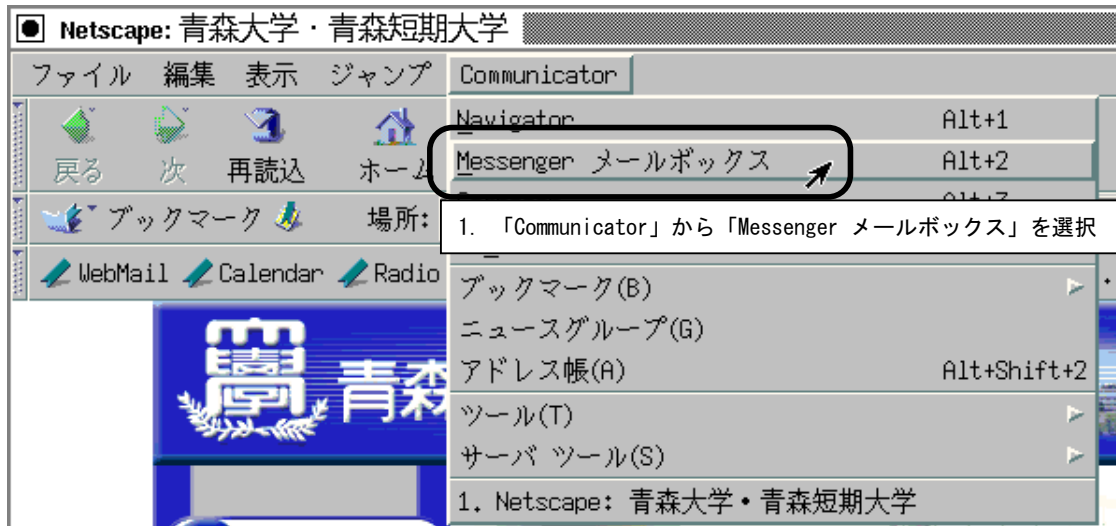 Netscape: 青森大学・青森短期大学
ファイル 編集 表示 ジャンプ Communicator
Navigator Alt+1
戻る 次 再読込 ホーム
Messenger メールボックス Alt+2
ブックマーク 場所:
1. 「Communicator」から「Messenger メールボックス」を選択
WebMail Calendar Radio
ブックマーク(B)
ニュースグループ(G)
アドレス帳(A) Alt+Shift+2
青森
ツール(T)
サーバ ツール(S)
1. Netscape: 青森大学・青森短期大学